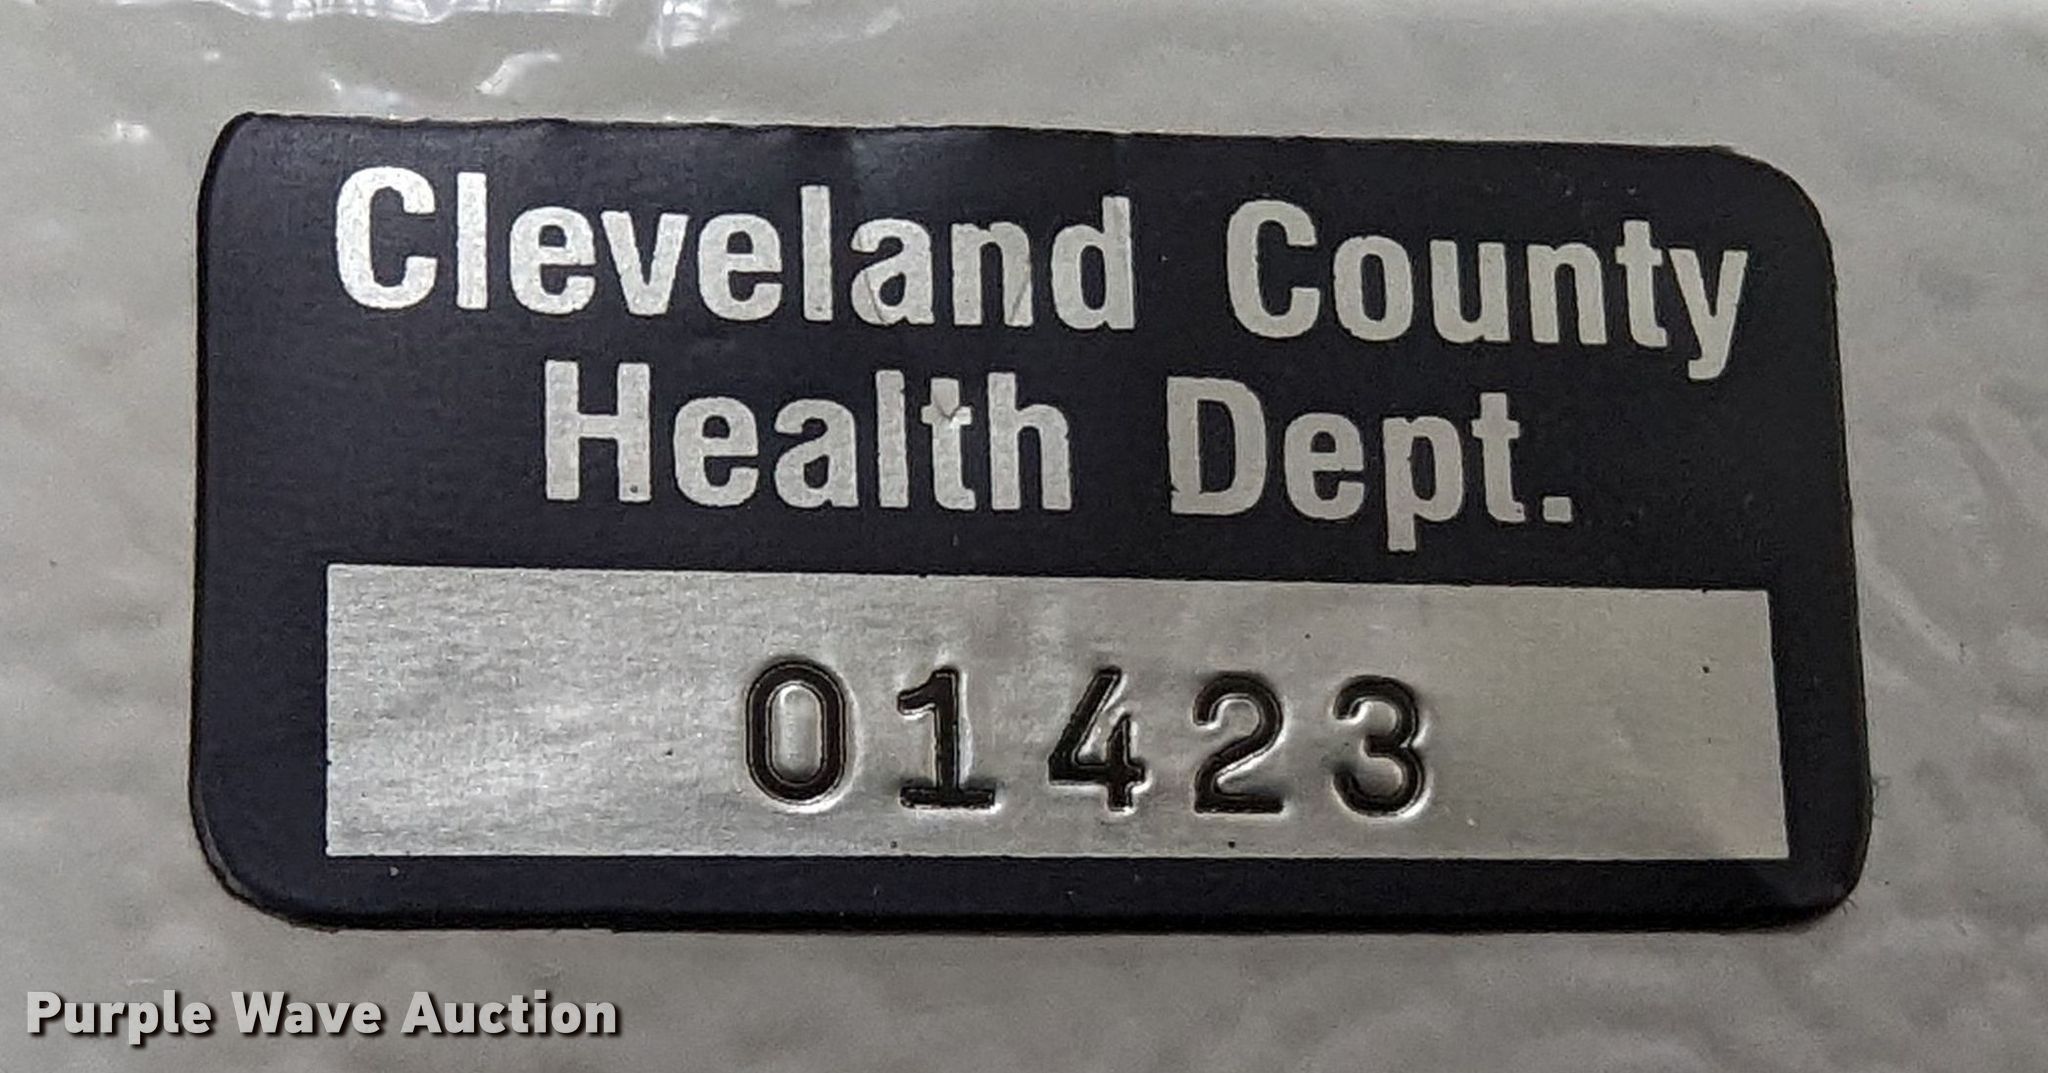 Cleveland County
Health Dept.
01423
Purple Wave Auction